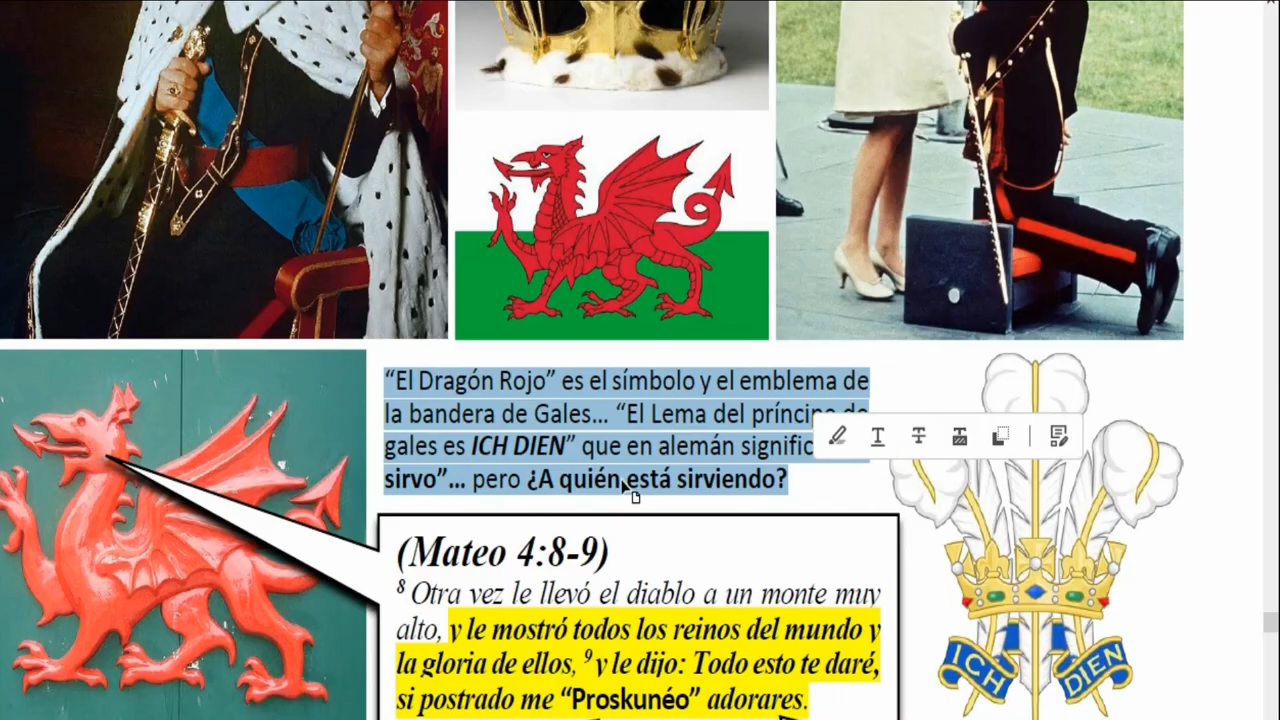 “El Dragón Rojo” es el símbolo y el emblema de
la bandera de Gales... “El Lema del príncipe de
gales es ICH DIEN” que en alemán signific
sirvo”... pero ¿A quién está sirviendo?
(Mateo 4:8-9)
8 Otra vez le llevó el diablo a un monte muy
alto, y le mostró todos los reinos del mundo y
la gloria de ellos, 9 y le dijo: Todo esto te daré,
si postrado me “Proskunéo” adorares.
ICH DIEN